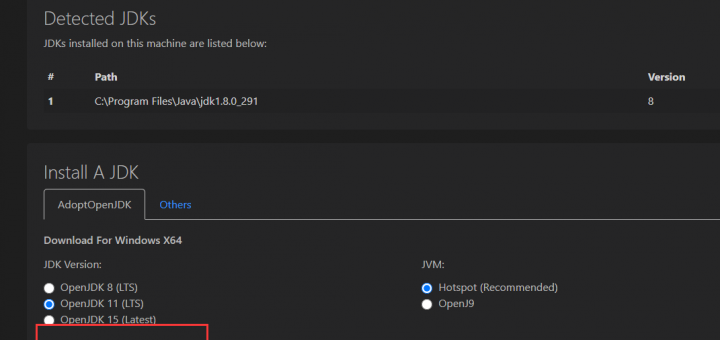 Detected JDKs
JDKs installed on this machine are listed below:
# Path Version
1 C:\Program Files\Java\jdk1.8.0_291 8
Install A JDK
AdoptOpenJDK Others
Download For Windows X64
JDK Version: JVM:
OpenJDK 8 (LTS) Hotspot (Recommended)
OpenJDK 11 (LTS) OpenJ9
OpenJDK 15 (Latest)